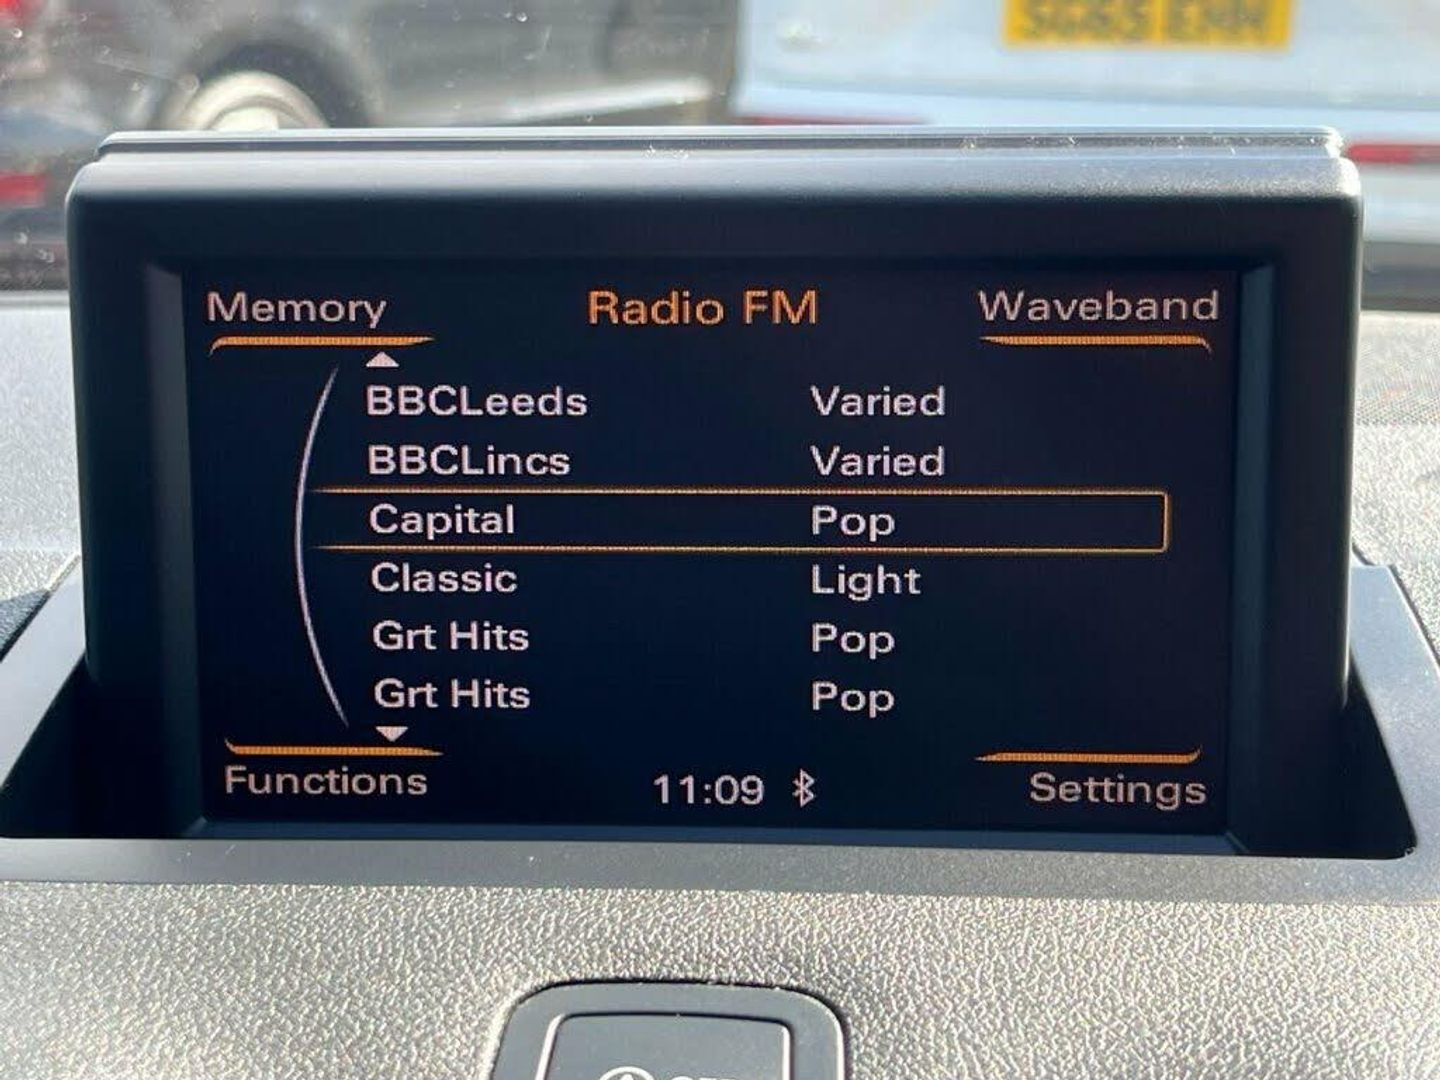 Memory Radio FM Waveband
BBCLeeds Varied
BBCLincs Varied
Capital Pop
Classic Light
Grt Hits Pop
Grt Hits Pop
Functions 11:09 Settings